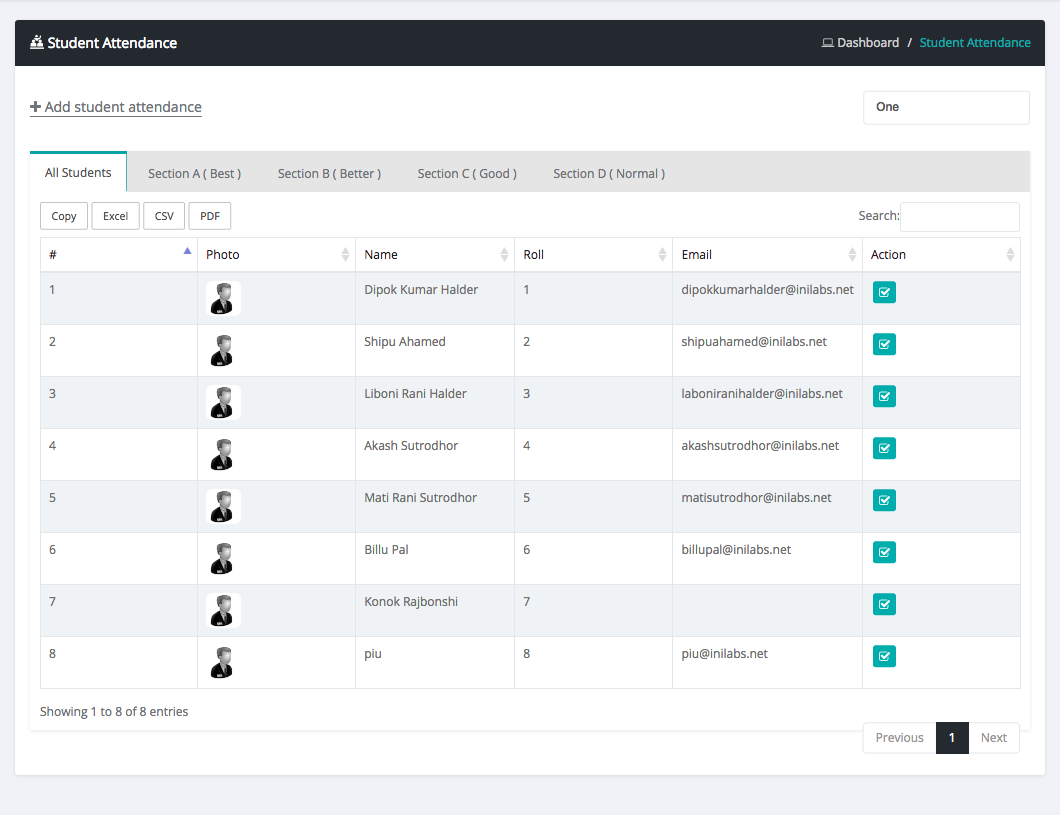 Student Attendance
Dashboard / Student Attendance
Add student attendance
One
All Students Section A ( Best ) Section B ( Better ) Section C ( Good ) Section D ( Normal )
Copy Excel CSV PDF Search:
# Photo Name Roll Email Action
1 Dipok Kumar Halder 1 dipokkumarhalder@inilabs.net
2 Shipu Ahamed 2 shipuahamed@inilabs.net
3 Liboni Rani Halder 3 laboniranihalder@inilabs.net
4 Akash Sutrodhor 4 akashsutrodhor@inilabs.net
5 Mati Rani Sutrodhor 5 matisutrodhor@inilabs.net
6 Billu Pal 6 billupal@inilabs.net
7 Konok Rajbonshi 7
8 piu 8 piu@inilabs.net
Showing 1 to 8 of 8 entries
Previous 1 Next